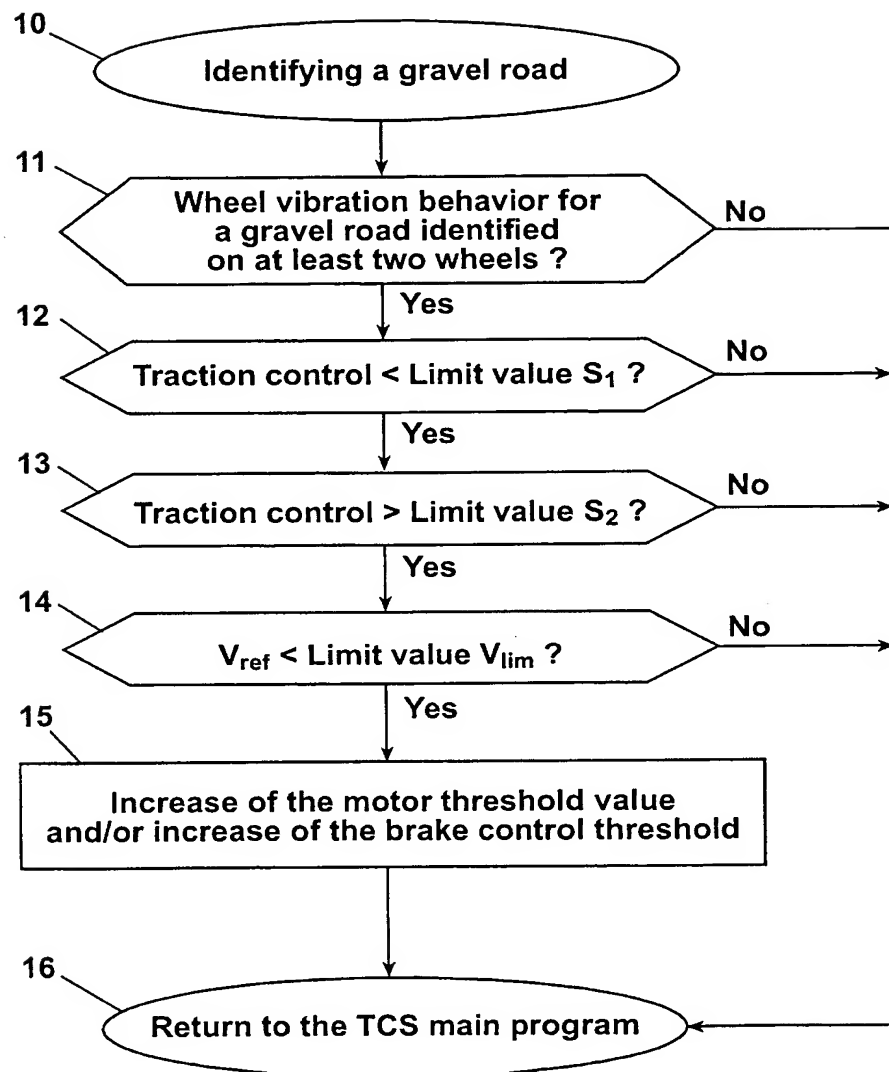 10
Identifying a gravel road
11
Wheel vibration behavior for
a gravel road identified
on at least two wheels ?
No
Yes
12
Traction control < Limit value S₁ ?
No
Yes
13
Traction control > Limit value S₂ ?
No
Yes
14
V_ref < Limit value V_lim ?
No
Yes
15
Increase of the motor threshold value
and/or increase of the brake control threshold
16
Return to the TCS main program